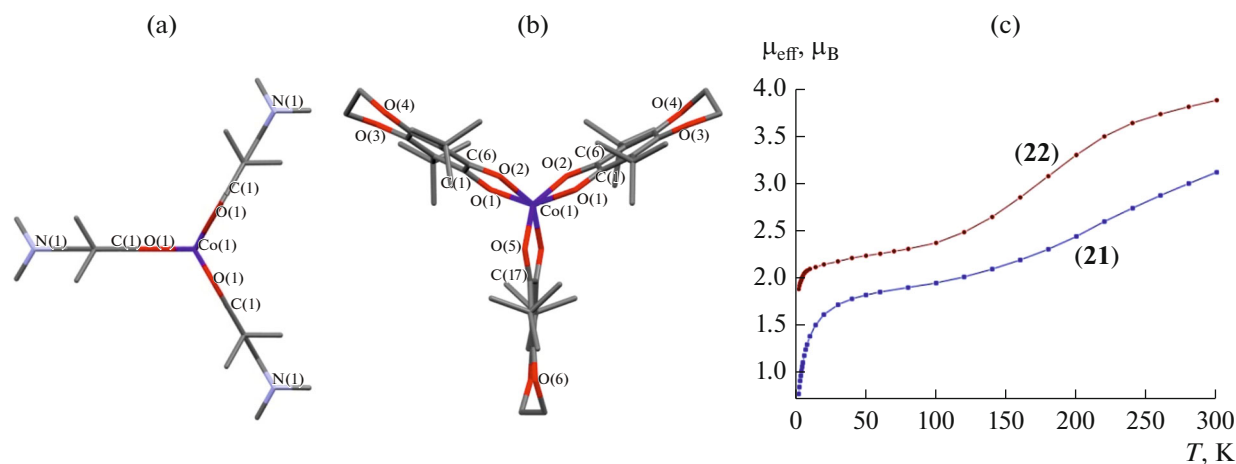 (a)
(b)
(c)
N(1)
C(1)
O(1)
Co(1)
N(1)
C(1)
O(1)
O(1)
C(1)
N(1)
O(4)
O(3)
C(6)
O(2)
C(1)
O(1)
O(4)
O(3)
C(6)
O(2)
C(1)
O(1)
Co(1)
O(5)
C(17)
O(6)
μeff, μB
4.0
3.5
3.0
2.5
2.0
1.5
1.0
(22)
(21)
0 50 100 150 200 250 300
T, K